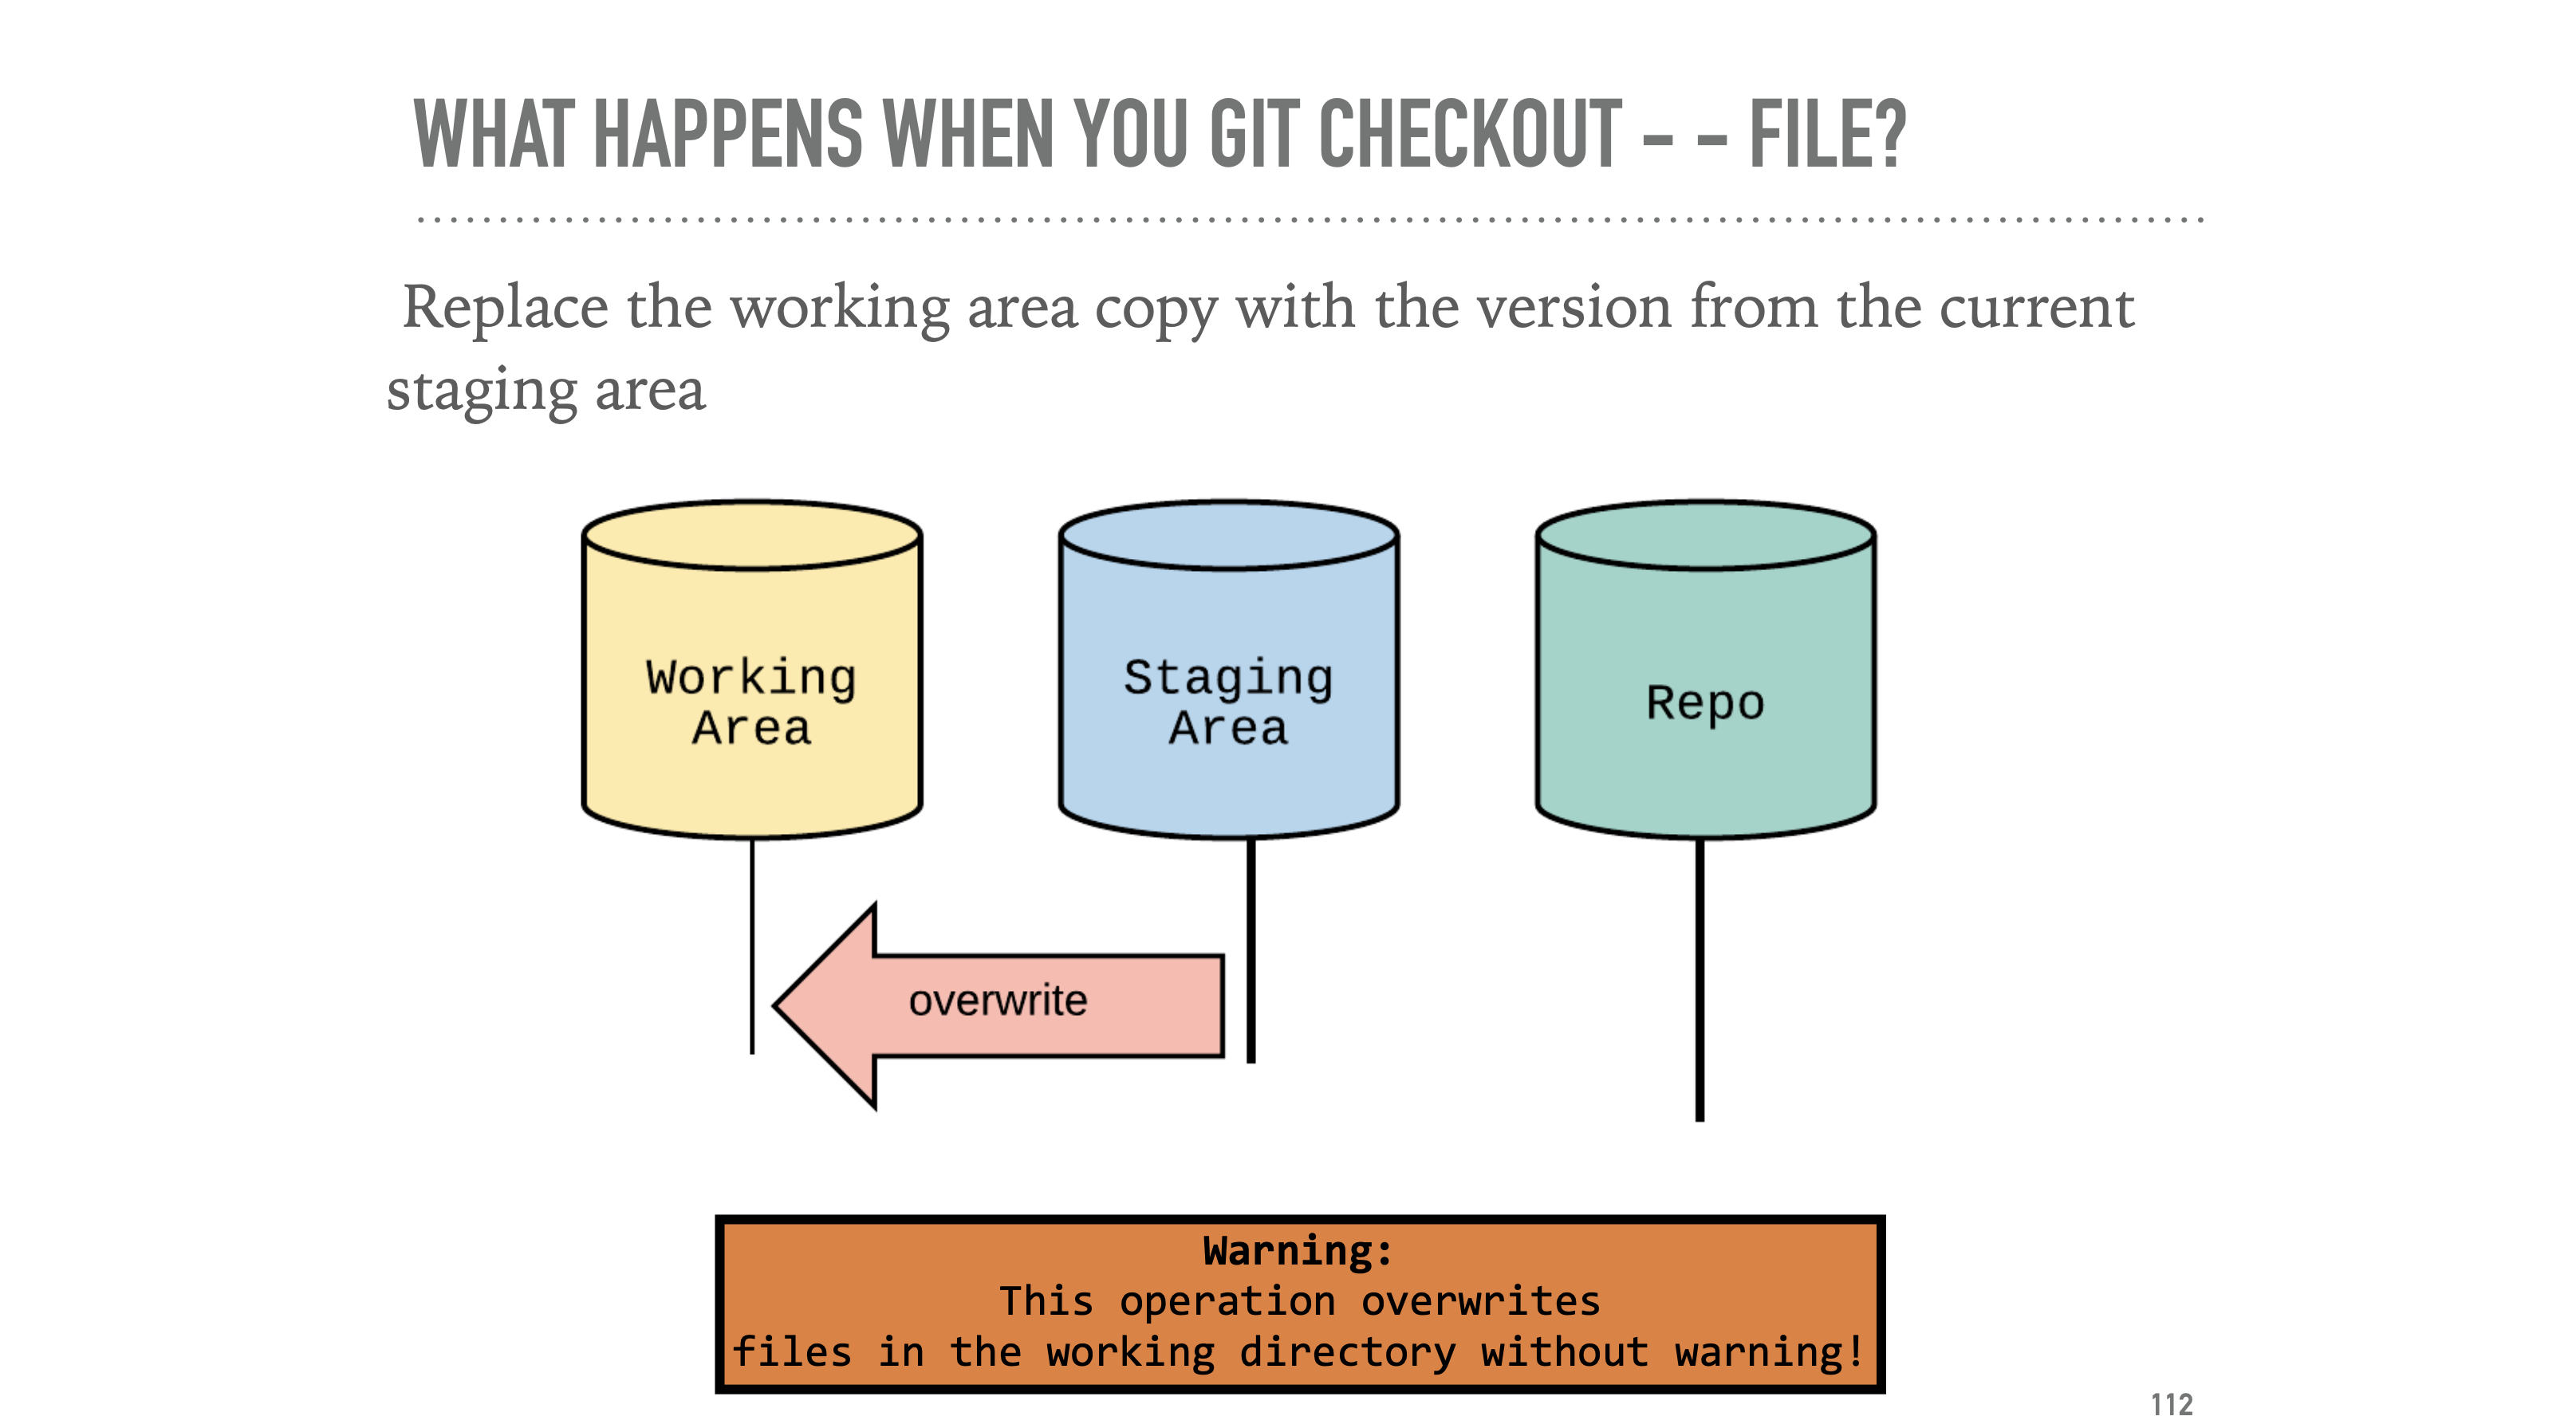 WHAT HAPPENS WHEN YOU GIT CHECKOUT - - FILE?
Replace the working area copy with the version from the current
staging area
Working
Area
Staging
Area
Repo
overwrite
Warning:
This operation overwrites
files in the working directory without warning!
112